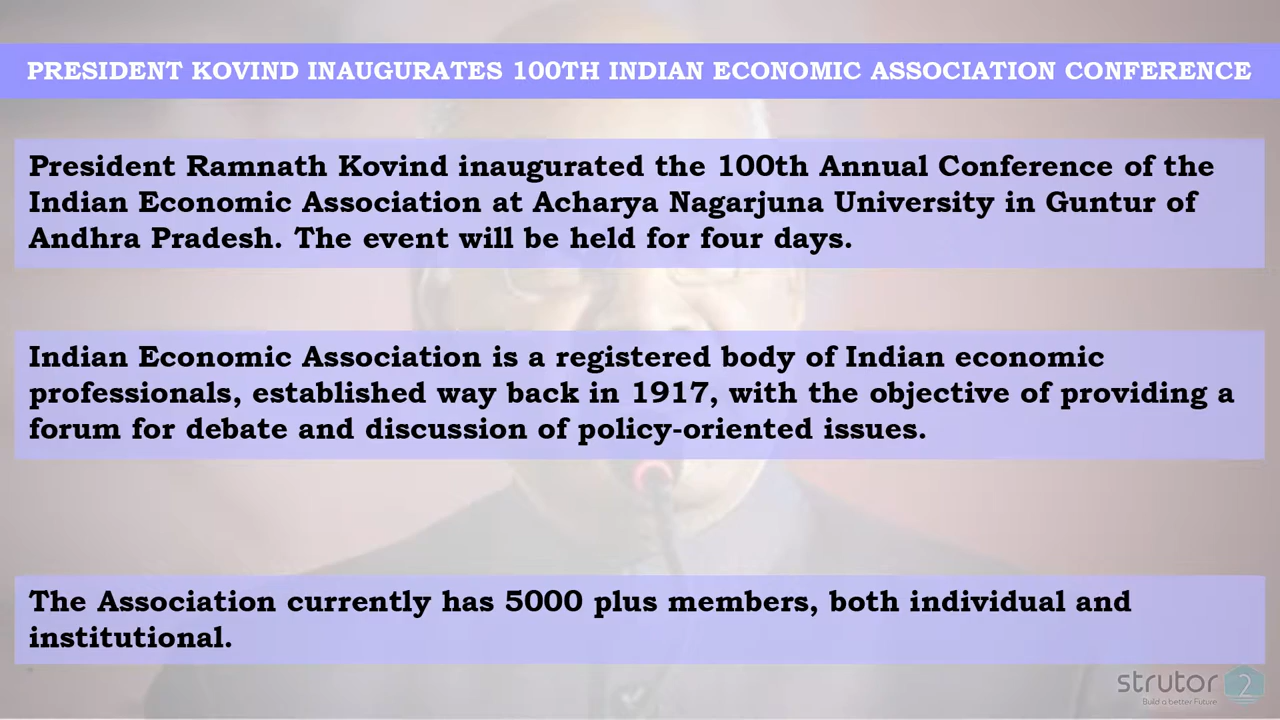 PRESIDENT KOVIND INAUGURATES 100TH INDIAN ECONOMIC ASSOCIATION CONFERENCE
President Ramnath Kovind inaugurated the 100th Annual Conference of the
Indian Economic Association at Acharya Nagarjuna University in Guntur of
Andhra Pradesh. The event will be held for four days.
Indian Economic Association is a registered body of Indian economic
professionals, established way back in 1917, with the objective of providing a
forum for debate and discussion of policy-oriented issues.
The Association currently has 5000 plus members, both individual and
institutional.
strutor 2
Build a better Future